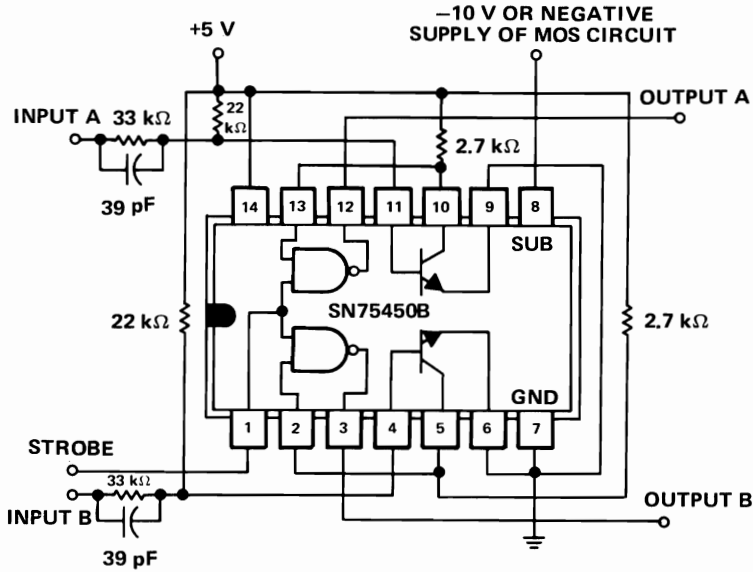 −10 V OR NEGATIVE
SUPPLY OF MOS CIRCUIT
+5 V
OUTPUT A
INPUT A
33 kΩ
22
kΩ
2.7 kΩ
39 pF
14
13
12
11
10
9
8
SUB
22 kΩ
SN75450B
2.7 kΩ
GND
1
2
3
4
5
6
7
STROBE
33 kΩ
INPUT B
OUTPUT B
39 pF